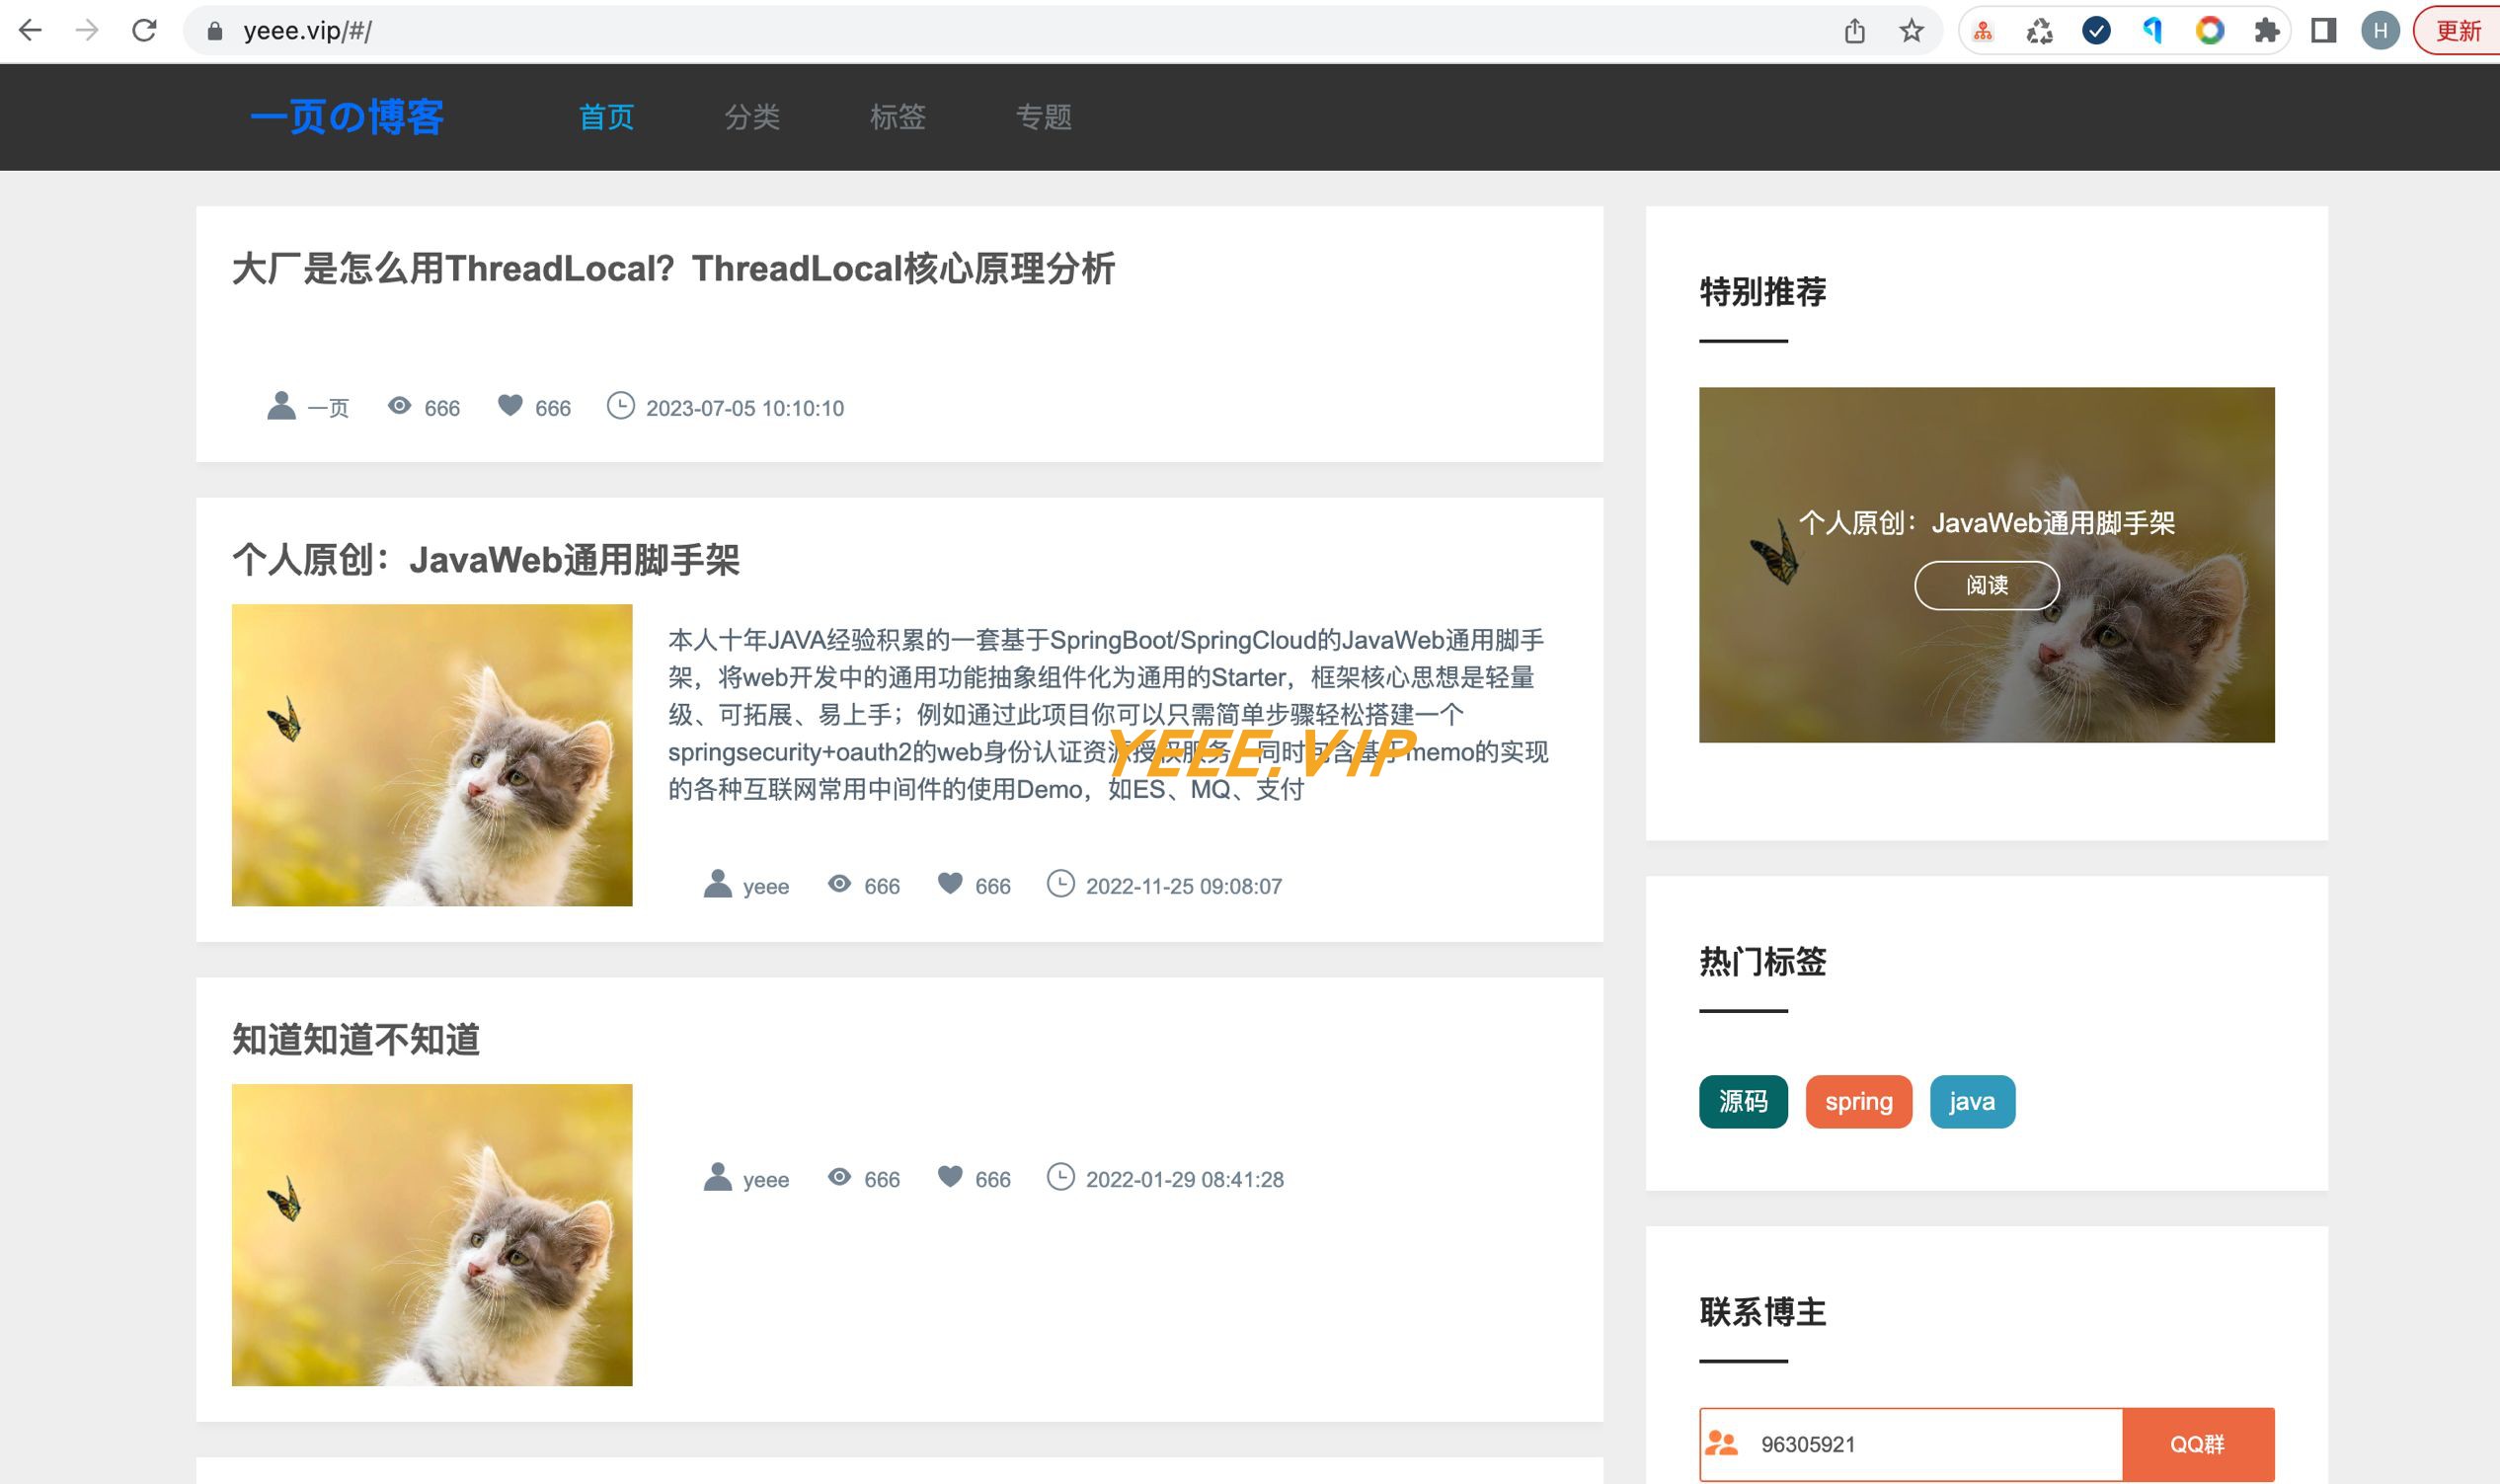 yeee.vip/#/
H
更新
一页の博客
首页
分类
标签
专题
大厂是怎么用ThreadLocal？ThreadLocal核心原理分析
一页 666 666 2023-07-05 10:10:10
个人原创：JavaWeb通用脚手架
本人十年JAVA经验积累的一套基于SpringBoot/SpringCloud的JavaWeb通用脚手
架，将web开发中的通用功能抽象组件化为通用的Starter，框架核心思想是轻量
级、可拓展、易上手；例如通过此项目你可以只需简单步骤轻松搭建一个
springsecurity+oauth2的web身份认证资源授权服务 同时包含基于memo的实现
的各种互联网常用中间件的使用Demo，如ES、MQ、支付
YEEE.VIP
yeee 666 666 2022-11-25 09:08:07
知道知道不知道
yeee 666 666 2022-01-29 08:41:28
特别推荐
个人原创：JavaWeb通用脚手架
阅读
热门标签
源码
spring
java
联系博主
96305921
QQ群